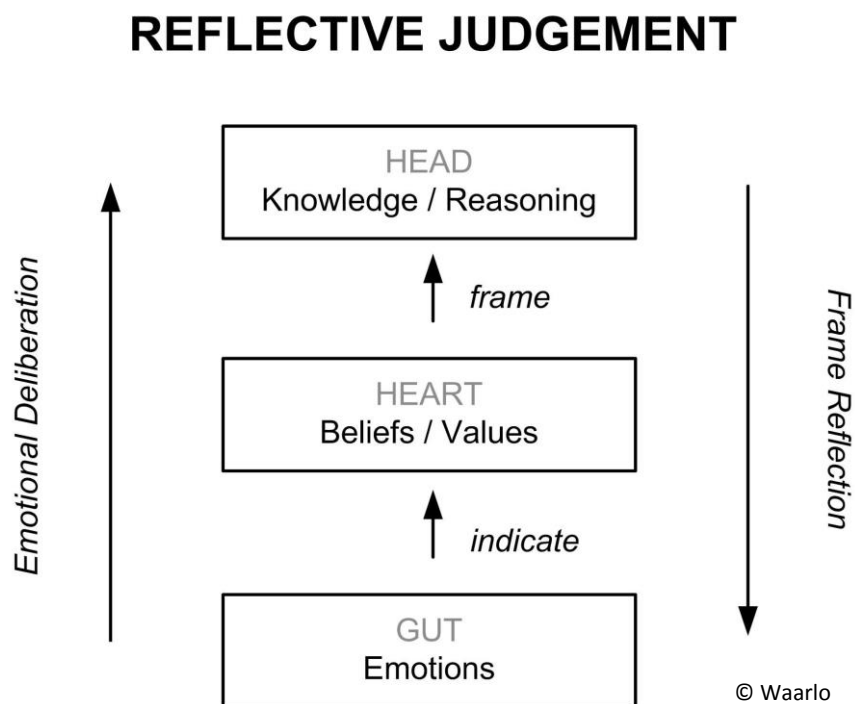 REFLECTIVE JUDGEMENT
HEAD
Knowledge / Reasoning
frame
HEART
Beliefs / Values
indicate
GUT
Emotions
Emotional Deliberation
Frame Reflection
© Waarlo